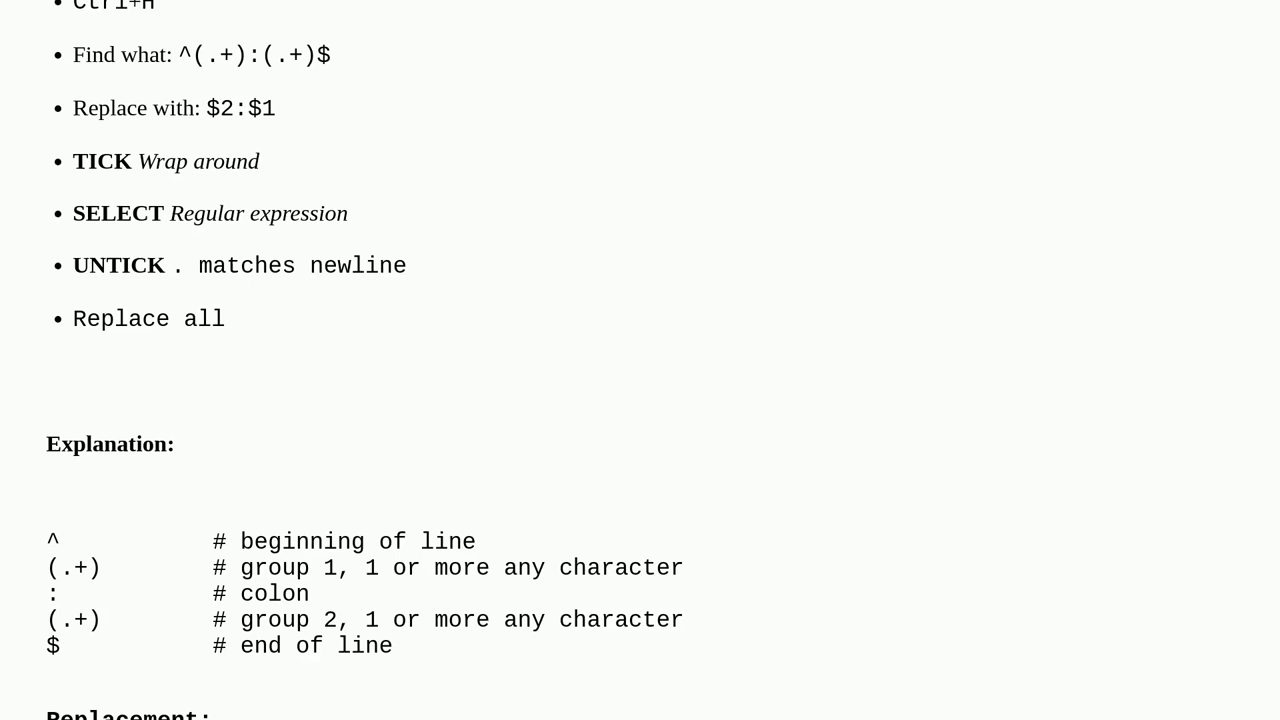 • Ctrl+H
• Find what: ^(.+):(.+)$
• Replace with: $2:$1
• TICK Wrap around
• SELECT Regular expression
• UNTICK . matches newline
• Replace all
Explanation:
^           # beginning of line
(.+)        # group 1, 1 or more any character
:           # colon
(.+)        # group 2, 1 or more any character
$           # end of line
Replacement: